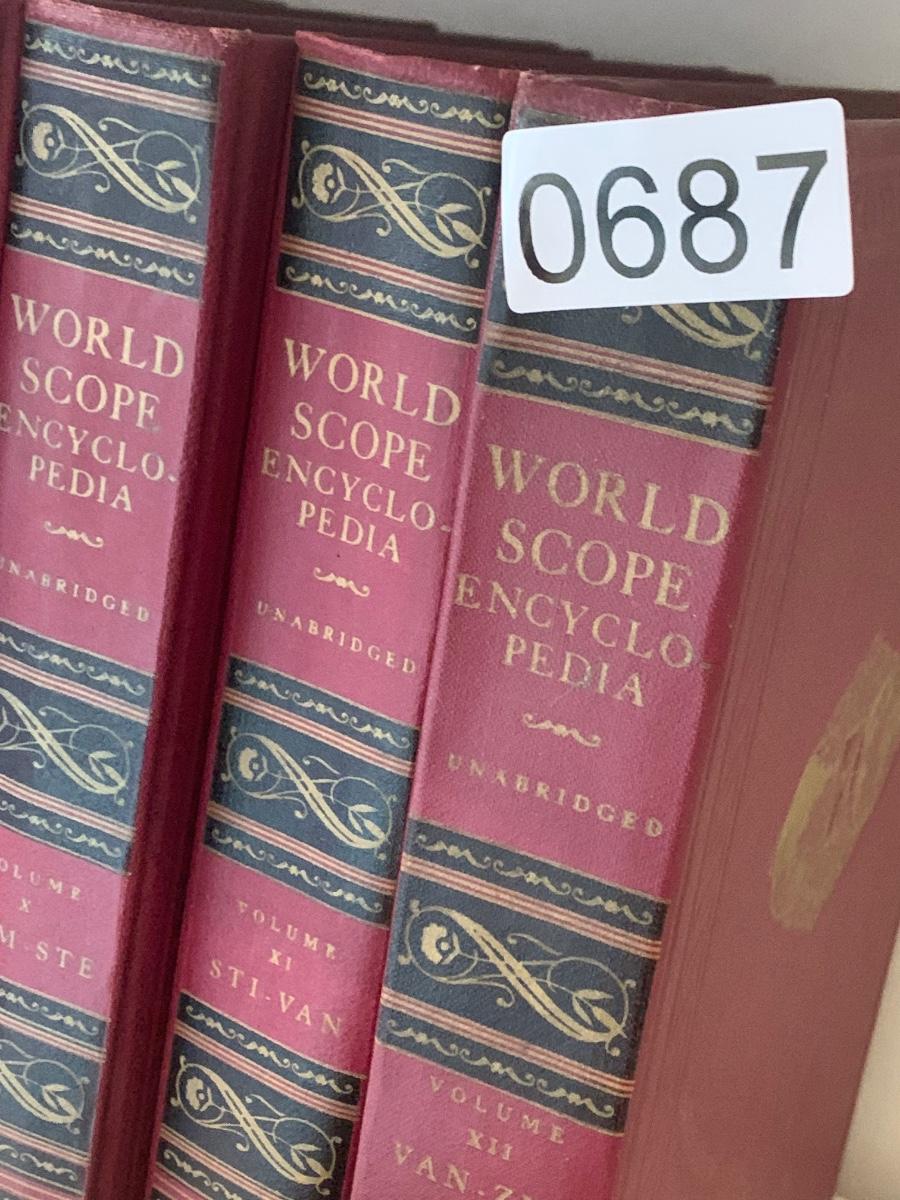 0687
WORLD
SCOPE
ENCYCLO-
PEDIA
UNABRIDGED
VOLUME
X
STE
WORLD
SCOPE
ENCYCLO-
PEDIA
UNABRIDGED
VOLUME
XI
STI-VAN
WORLD
SCOPE
ENCYCLO-
PEDIA
UNABRIDGED
VOLUME
XII
VAN-